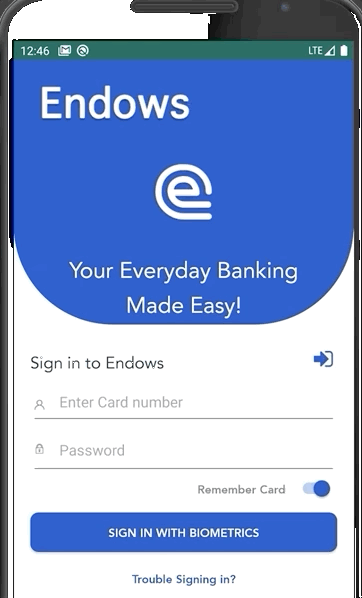 12:46 LTE
Endows
e
Your Everyday Banking
Made Easy!
Sign in to Endows
Enter Card number
Password
Remember Card
SIGN IN WITH BIOMETRICS
Trouble Signing in?